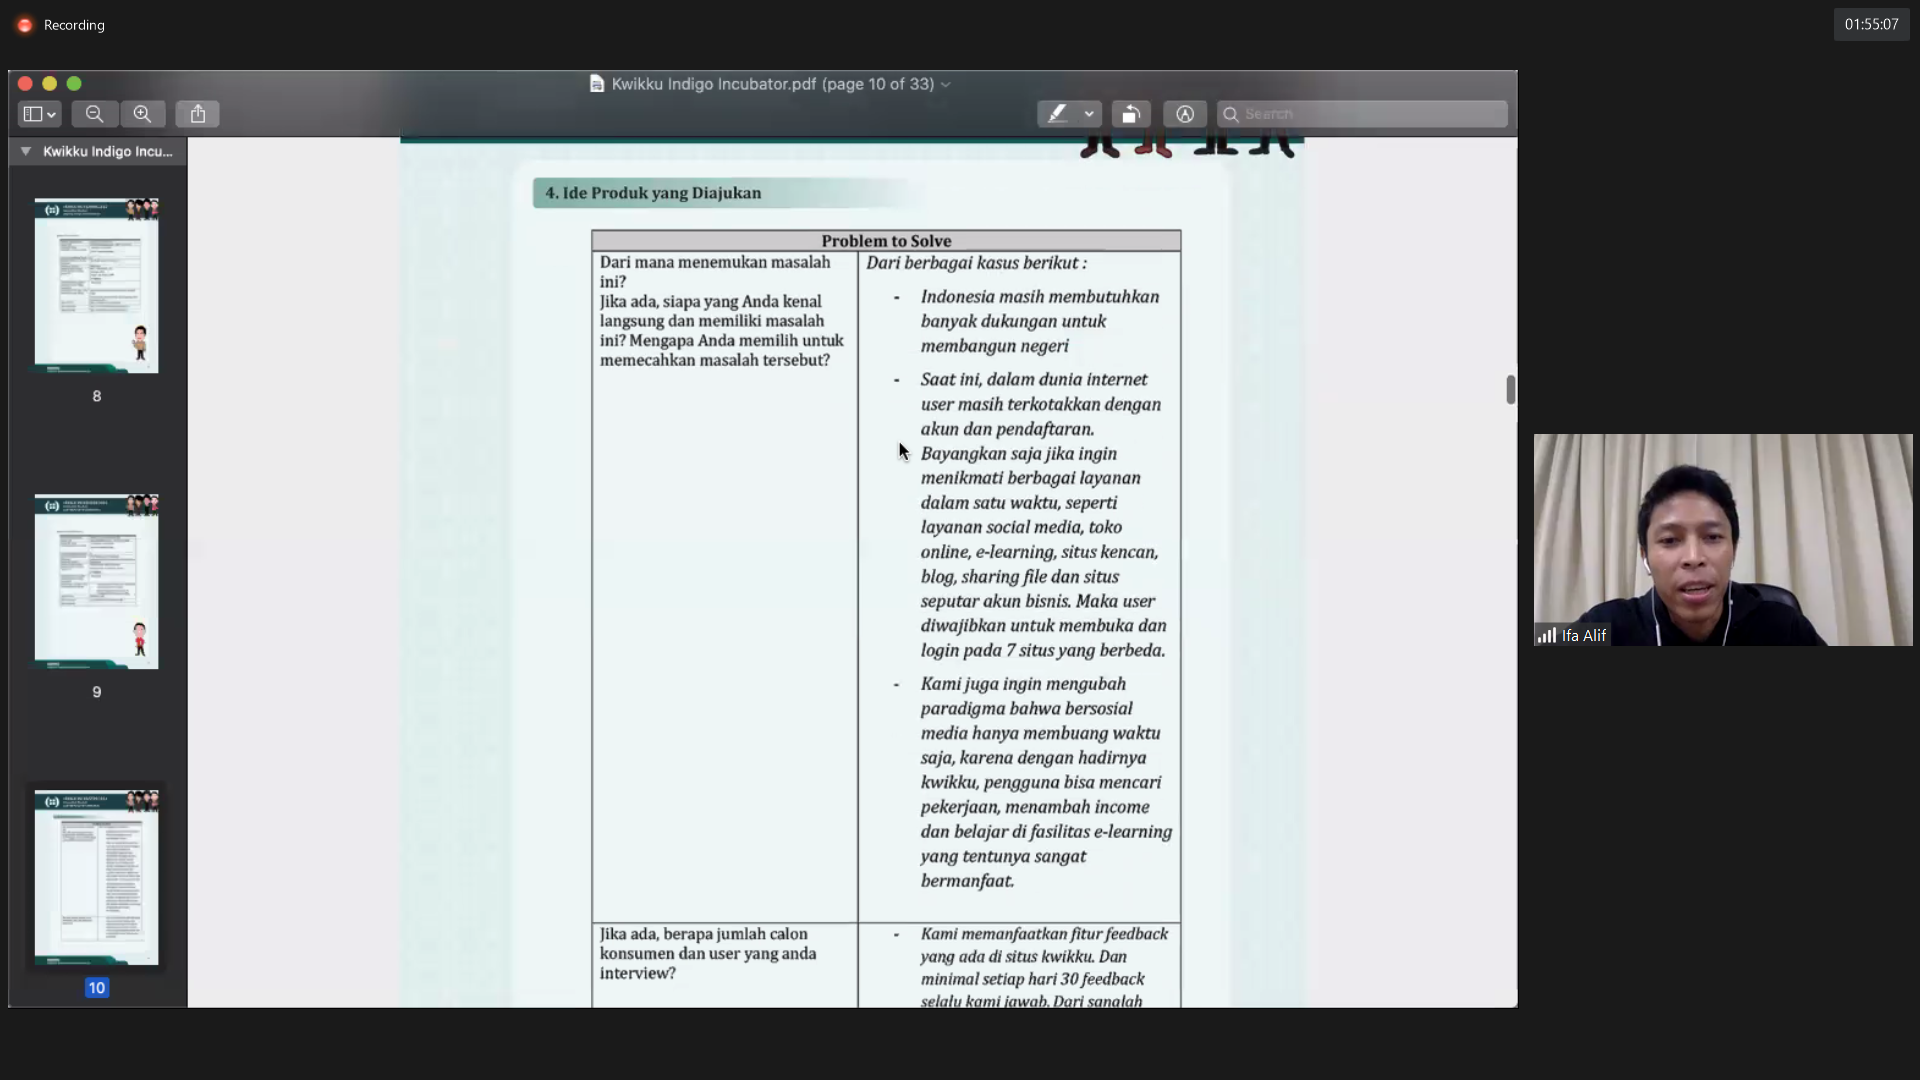 Recording
01:55:07
Kwikku Indigo Incubator.pdf (page 10 of 33)
Search
Kwikku Indigo Incu...
8
9
10
4. Ide Produk yang Diajukan
Problem to Solve
Dari mana menemukan masalah
ini?
Jika ada, siapa yang Anda kenal
langsung dan memiliki masalah
ini? Mengapa Anda memilih untuk
memecahkan masalah tersebut?
Dari berbagai kasus berikut :
- Indonesia masih membutuhkan
banyak dukungan untuk
membangun negeri
- Saat ini, dalam dunia internet
user masih terkotakkan dengan
akun dan pendaftaran.
Bayangkan saja jika ingin
menikmati berbagai layanan
dalam satu waktu, seperti
layanan social media, toko
online, e-learning, situs kencan,
blog, sharing file dan situs
seputar akun bisnis. Maka user
diwajibkan untuk membuka dan
login pada 7 situs yang berbeda.
- Kami juga ingin mengubah
paradigma bahwa bersosial
media hanya membuang waktu
saja, karena dengan hadirnya
kwikku, pengguna bisa mencari
pekerjaan, menambah income
dan belajar di fasilitas e-learning
yang tentunya sangat
bermanfaat.
Jika ada, berapa jumlah calon
konsumen dan user yang anda
interview?
- Kami memanfaatkan fitur feedback
yang ada di situs kwikku. Dan
minimal setiap hari 30 feedback
selalu kami jawab. Dari sanalah
Ifa Alif